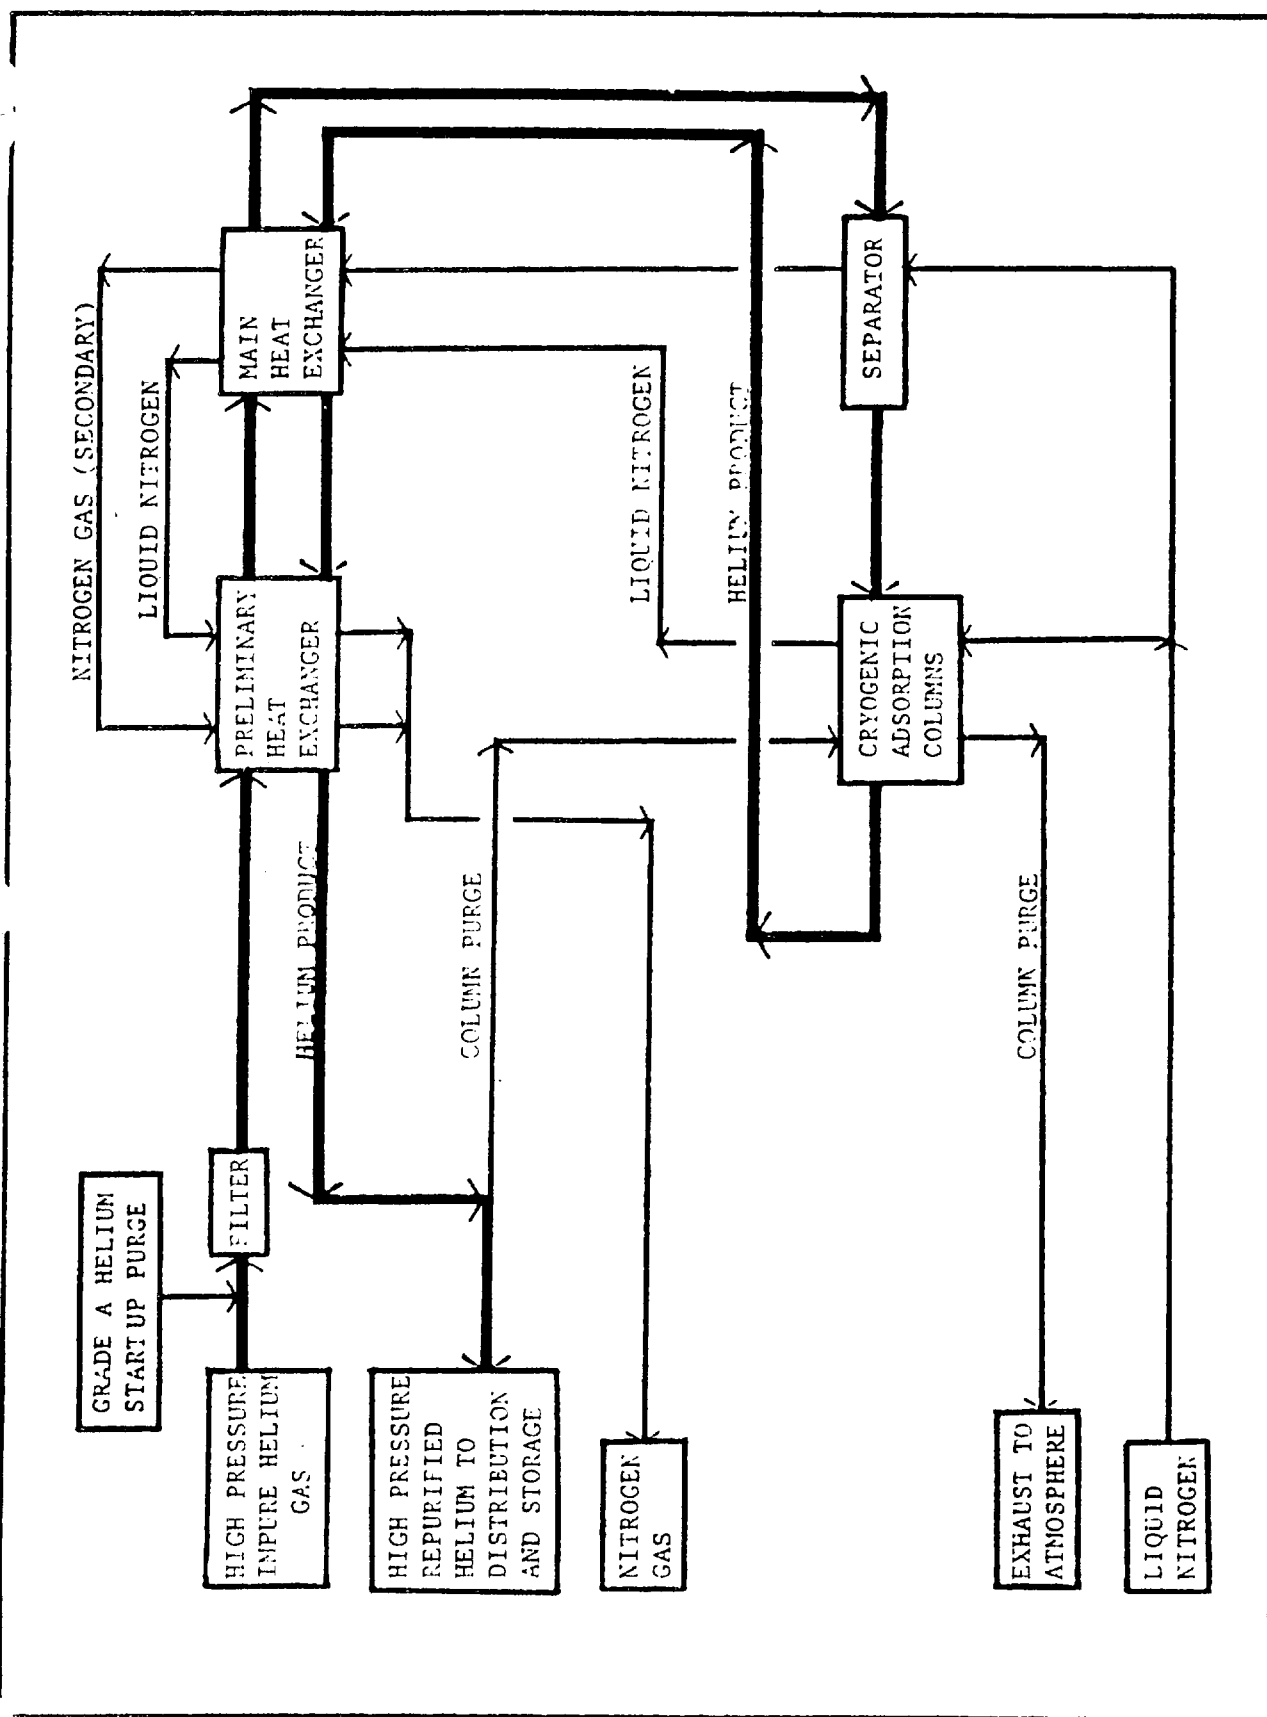 GRADE A HELIUM
START UP PURGE
HIGH PRESSURE
IMPURE HELIUM
GAS
FILTER
PRELIMINARY
HEAT
EXCHANGER
MAIN
HEAT
EXCHANGER
NITROGEN GAS (SECONDARY)
LIQUID NITROGEN
HELIUM PRODUCT
HIGH PRESSURE
REPURIFIED
HELIUM TO
DISTRIBUTION
AND STORAGE
COLUMN PURGE
NITROGEN
GAS
LIQUID NITROGEN
HELIUM PRODUCT
CRYOGENIC
ADSORPTION
COLUMNS
SEPARATOR
COLUMN PURGE
EXHAUST TO
ATMOSPHERE
LIQUID
NITROGEN